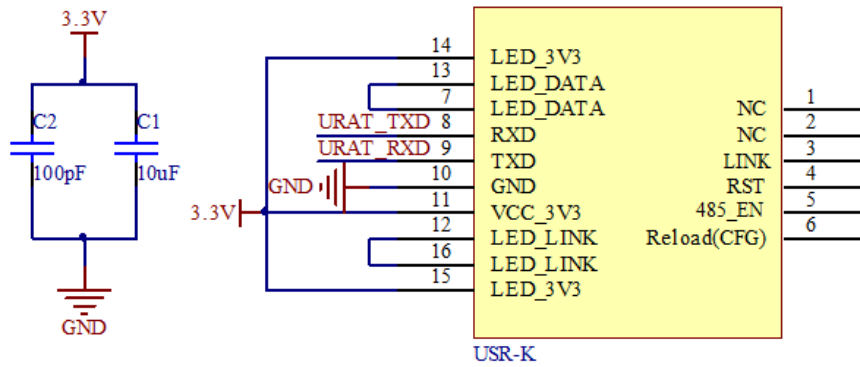 3.3V
C2
C1
100pF
10uF
GND
14
LED_3V3
13
LED_DATA
7
LED_DATA
NC
1
URAT_TXD
8
RXD
NC
2
URAT_RXD
9
TXD
LINK
3
GND
10
GND
RST
4
3.3V
11
VCC_3V3
485_EN
5
12
LED_LINK
Reload(CFG)
6
16
LED_LINK
15
LED_3V3
USR-K